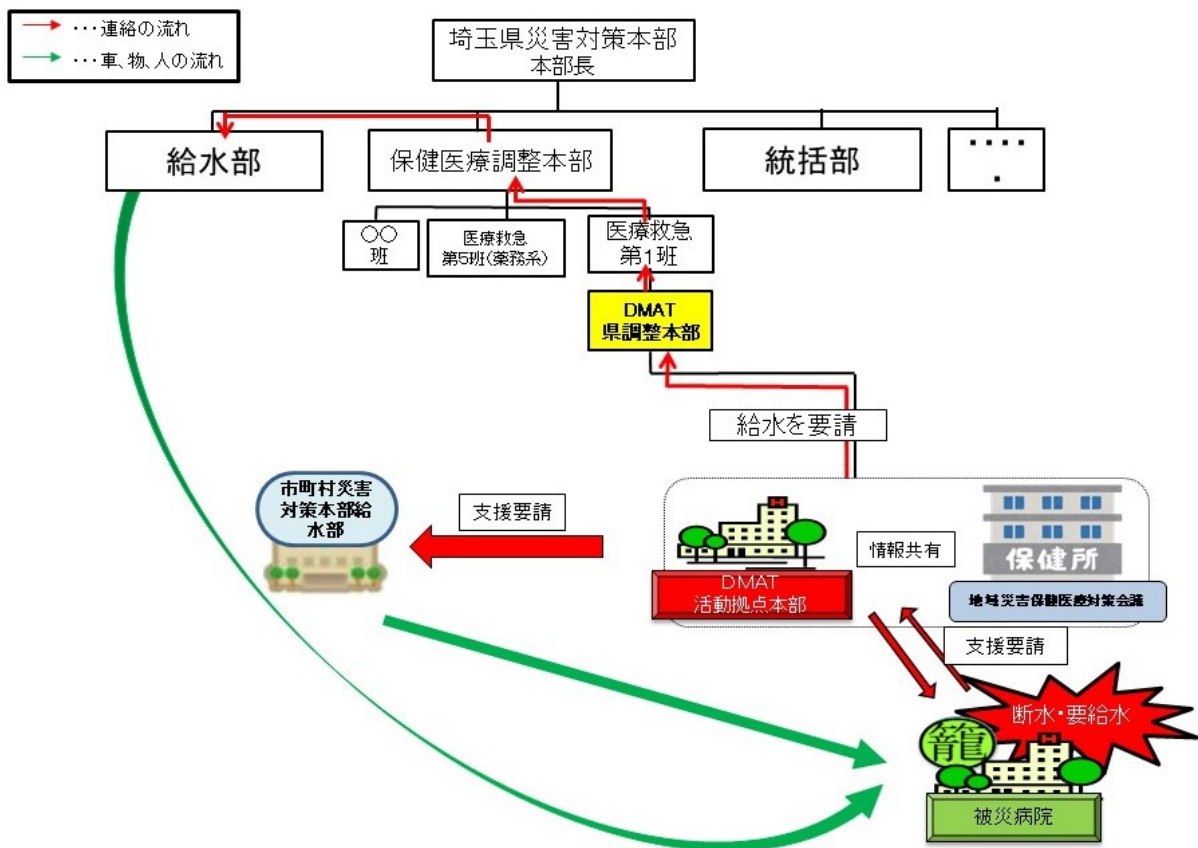 ･･･連絡の流れ
･･･車、物、人の流れ
埼玉県災害対策本部
本部長
給水部
保健医療調整本部
統括部
････
･
〇〇
班
医療救急
第5班(薬務系)
医療救急
第1班
DMAT
県調整本部
給水を要請
市町村災害
対策本部給
水部
支援要請
情報共有
保健所
DMAT
活動拠点本部
地域災害保健医療対策会議
支援要請
断水・要給水
籠
H
被災病院